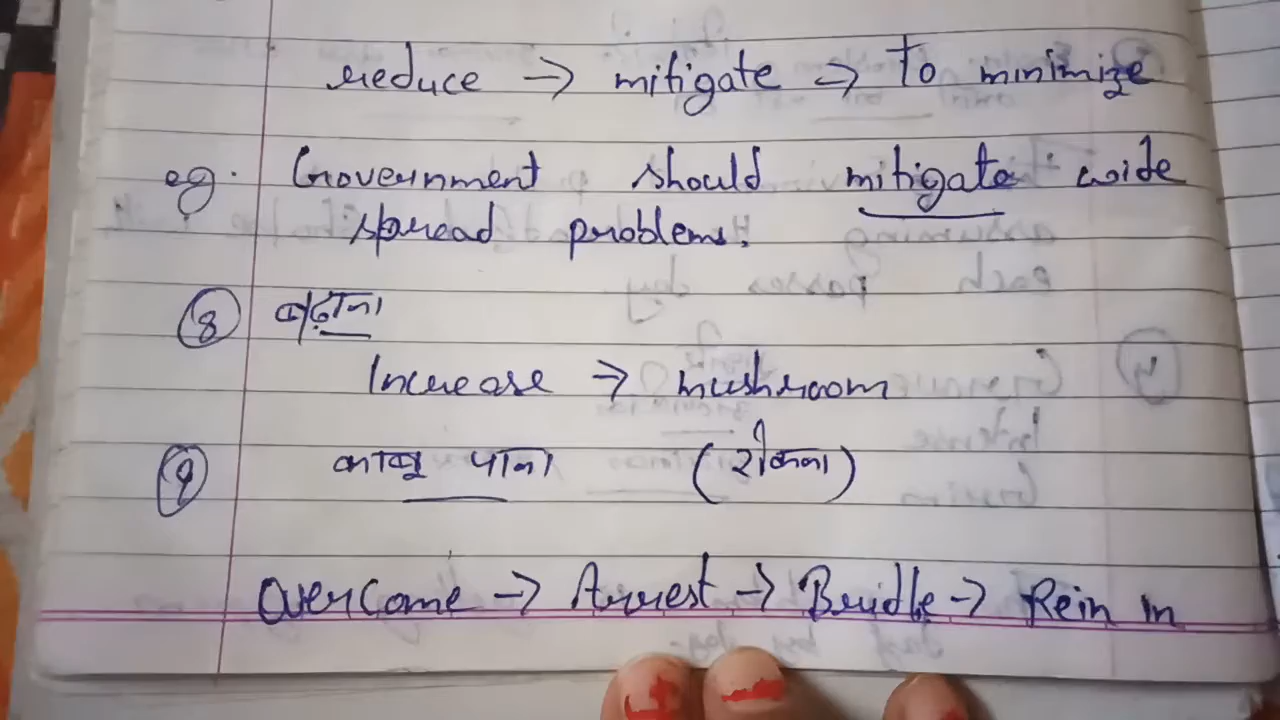 reduce → mitigate → to minimize
eg. Government should mitigate wide
spread problems.
8 बढ़ाना
Increase → mushroom
9 काबू पाना (रोकना)
Overcome → Arrest → Bridle → Rein in